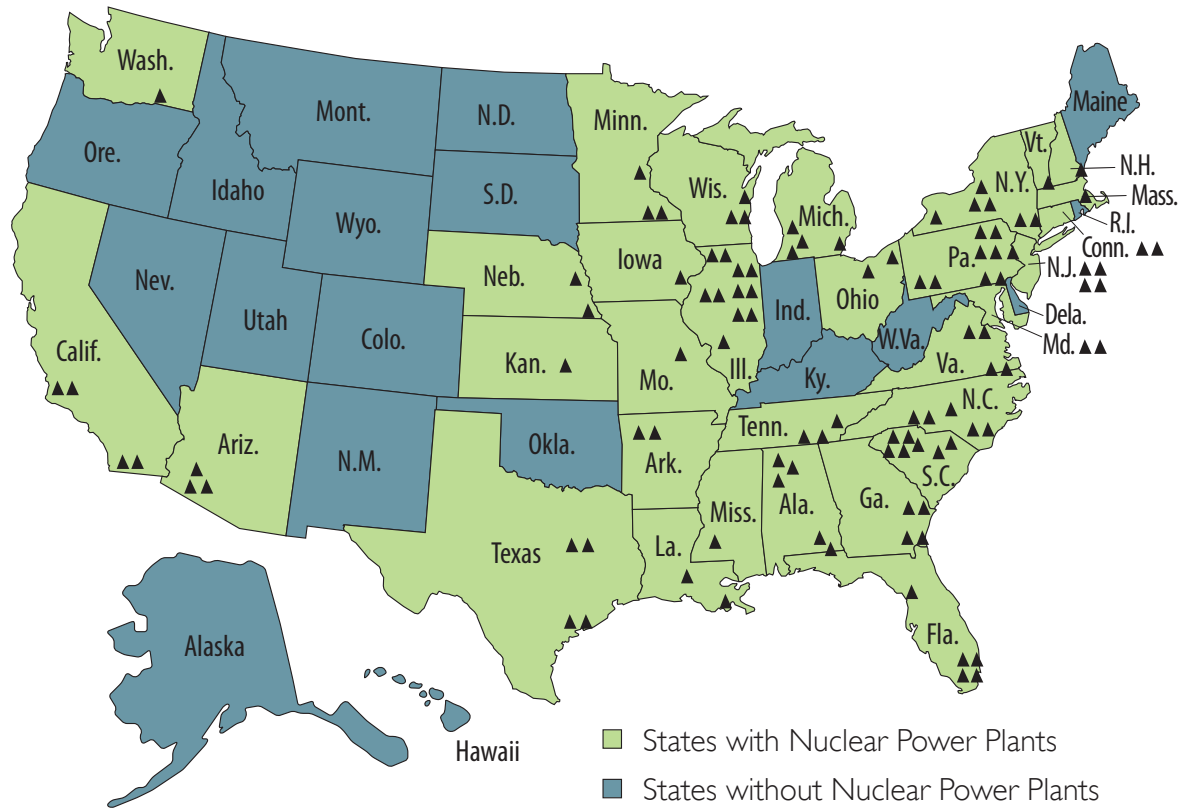 Wash.
Ore.
Idaho
Mont.
N.D.
S.D.
Wyo.
Nev.
Utah
Colo.
Calif.
Ariz.
N.M.
Minn.
Wis.
Mich.
Neb.
Iowa
Kan.
Mo.
Ill.
Ind.
Ohio
Okla.
Ark.
Texas
La.
Miss.
Ala.
Ga.
Fla.
Tenn.
Ky.
W.Va.
Va.
N.C.
S.C.
Pa.
N.Y.
Vt.
Maine
N.H.
Mass.
R.I.
Conn.
N.J.
Dela.
Md.
Alaska
Hawaii
States with Nuclear Power Plants
States without Nuclear Power Plants